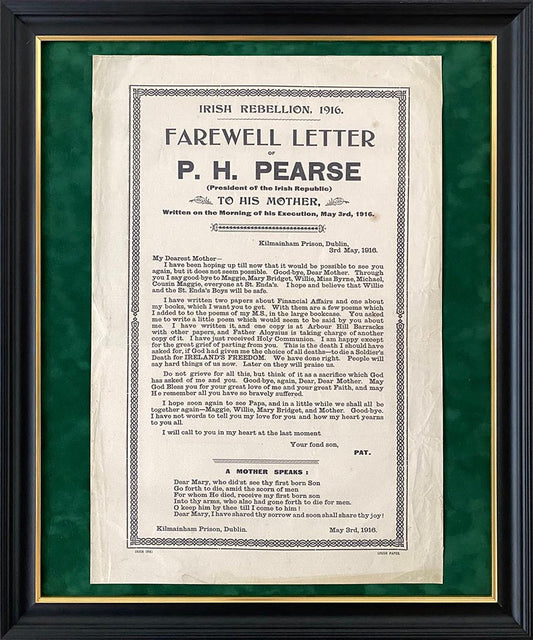 IRISH REBELLION. 1916.
FAREWELL LETTER
OF
P. H. PEARSE
(President of the Irish Republic)
TO HIS MOTHER,
Written on the Morning of his Execution, May 3rd, 1916.
Kilmainham Prison, Dublin,
3rd May, 1916.
My Dearest Mother—
I have been hoping up till now that it would be possible to see you
again, but it does not seem possible. Good-bye, Dear Mother. Through
you I say good-bye to Maggie, Mary Bridget, Willie, Miss Byrne, Michael,
Cousin Maggie, everyone at St. Enda's. I hope and believe that Willie
and the St. Enda's Boys will be safe.
I have written two papers about Financial Affairs and one about
my books, which I want you to get. With them are a few poems which
I added to to the poems of my M.S., in the large bookcase. You asked
me to write a little poem which would seem to be said by you about
me. I have written it, and one copy is at Arbour Hill Barracks
with other papers, and Father Aloysius is taking charge of another
copy of it. I have just received Holy Communion. I am happy except
for the great grief of parting from you. This is the death I should have
asked for, if God had given me the choice of all deaths—to die a Soldier's
Death for IRELAND'S FREEDOM. We have done right. People will
say hard things of us now. Later on they will praise us.
Do not grieve for all this, but think of it as a sacrifice which God
has asked of me and you. Good-bye, again, Dear, Dear Mother. May
God Bless you for your great love of me and your great Faith, and may
He remember all you have so bravely suffered.
I hope soon again to see Papa, and in a little while we shall all be
together again—Maggie, Willie, Mary Bridget, and Mother. Good-bye.
I have not words to tell you my love for you and how my heart yearns
to you all.
I will call to you in my heart at the last moment.
Your fond son,
PAT.
A MOTHER SPEAKS:
Dear Mary, who did'st see thy first born Son
Go forth to die, amid the scorn of men
For whom He died, receive my first born son
Into thy arms, who also had gone forth to die for men.
O keep him by thee till I come to him!
Dear Mary, I have shared thy sorrow and soon shall share thy joy!
Kilmainham Prison, Dublin. May 3rd, 1916.
IRISH PAPER